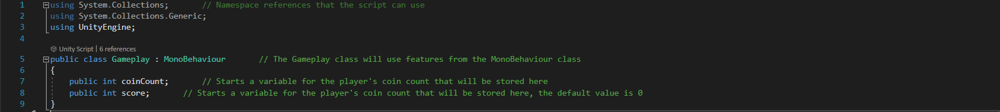 1 using System.Collections; // Namespace references that the script can use
2 using System.Collections.Generic;
3 using UnityEngine;
4
Unity Script | 6 references
5 public class Gameplay : MonoBehaviour // The Gameplay class will use features from the MonoBehaviour class
6 {
7 public int coinCount; // Starts a variable for the player's coin count that will be stored here
8 public int score; // Starts a variable for the player's coin count that will be stored here, the default value is 0
9 }